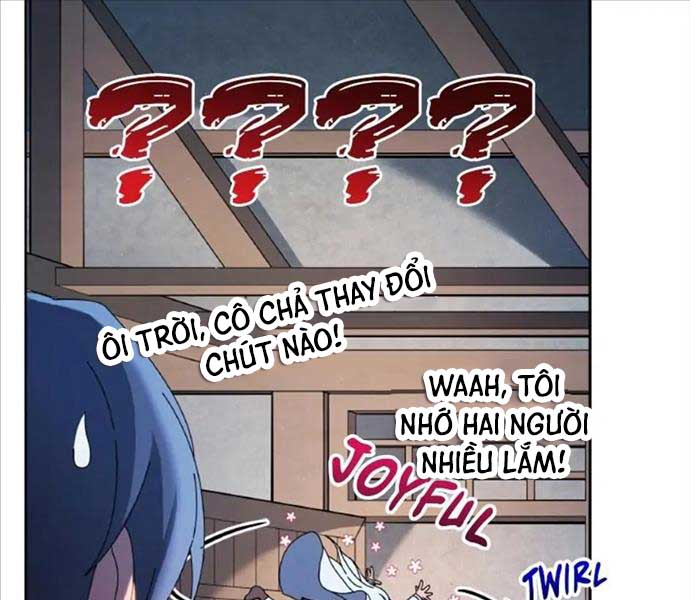 ? ? ? ?
ÔI TRỜI, CÔ CHẢ THAY ĐỔI
CHÚT NÀO!
WAAH, TÔI
NHỚ HAI NGƯỜI
NHIỀU LẮM!
JOYFUL
TWIRL